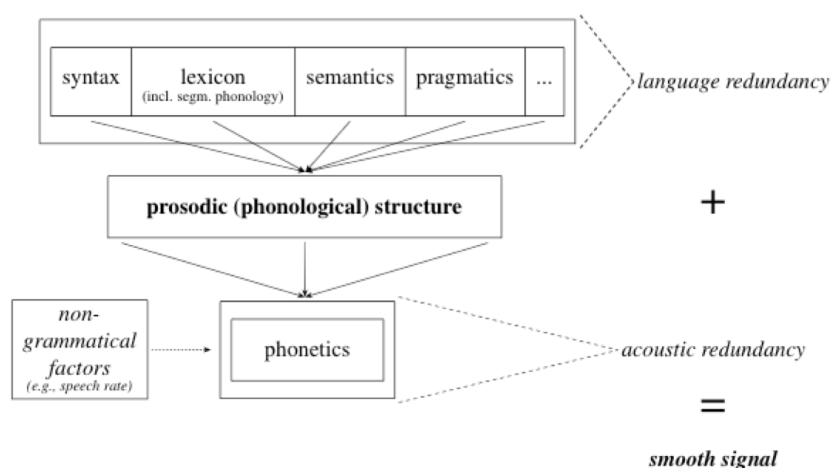 syntax
lexicon
(incl. segm. phonology)
semantics
pragmatics
...
language redundancy
prosodic (phonological) structure
+
non-
grammatical
factors
(e.g., speech rate)
phonetics
acoustic redundancy
=
smooth signal